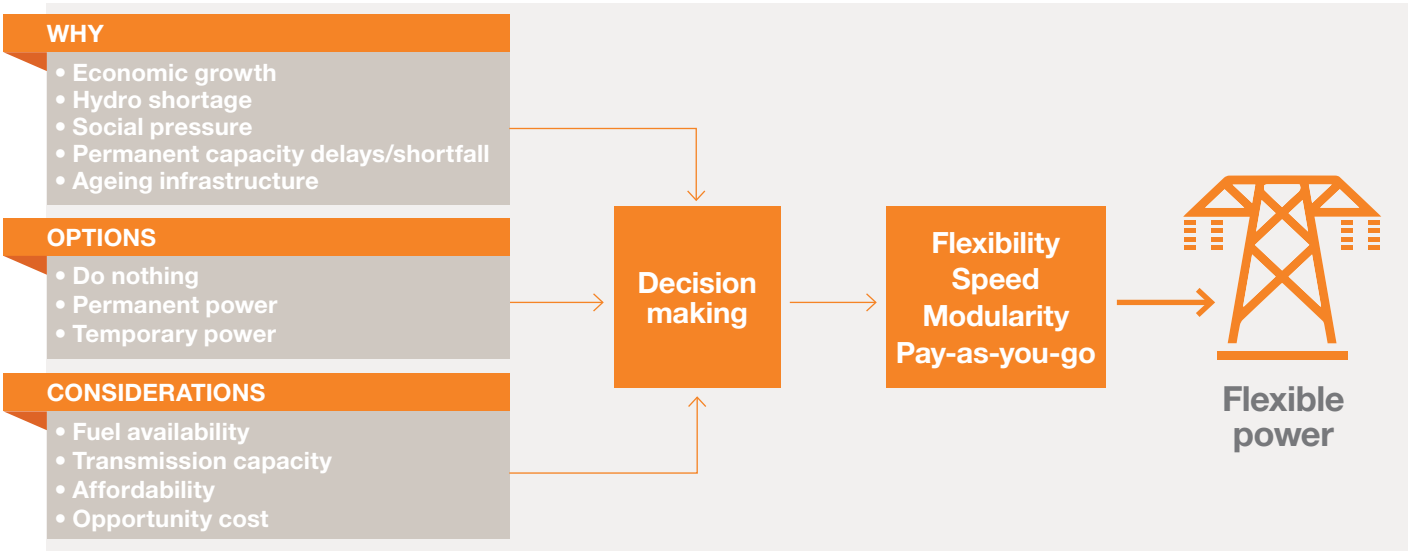 WHY
• Economic growth
• Hydro shortage
• Social pressure
• Permanent capacity delays/shortfall
• Ageing infrastructure
OPTIONS
• Do nothing
• Permanent power
• Temporary power
CONSIDERATIONS
• Fuel availability
• Transmission capacity
• Affordability
• Opportunity cost
Decision
making
Flexibility
Speed
Modularity
Pay-as-you-go
Flexible
power